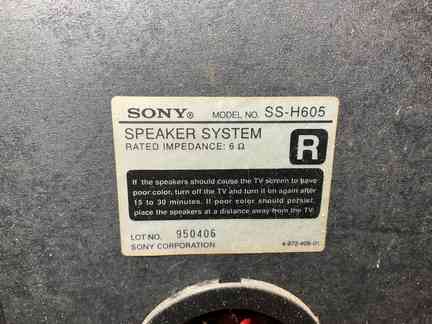 SONY® MODEL NO. SS-H605
SPEAKER SYSTEM
RATED IMPEDANCE: 6 Ω
R
If the speakers should cause the TV screen to have
poor color, turn off the TV and turn it on again after
15 to 30 minutes. If poor color should persist,
place the speakers at a distance away from the TV.
LOT NO. 950406
SONY CORPORATION